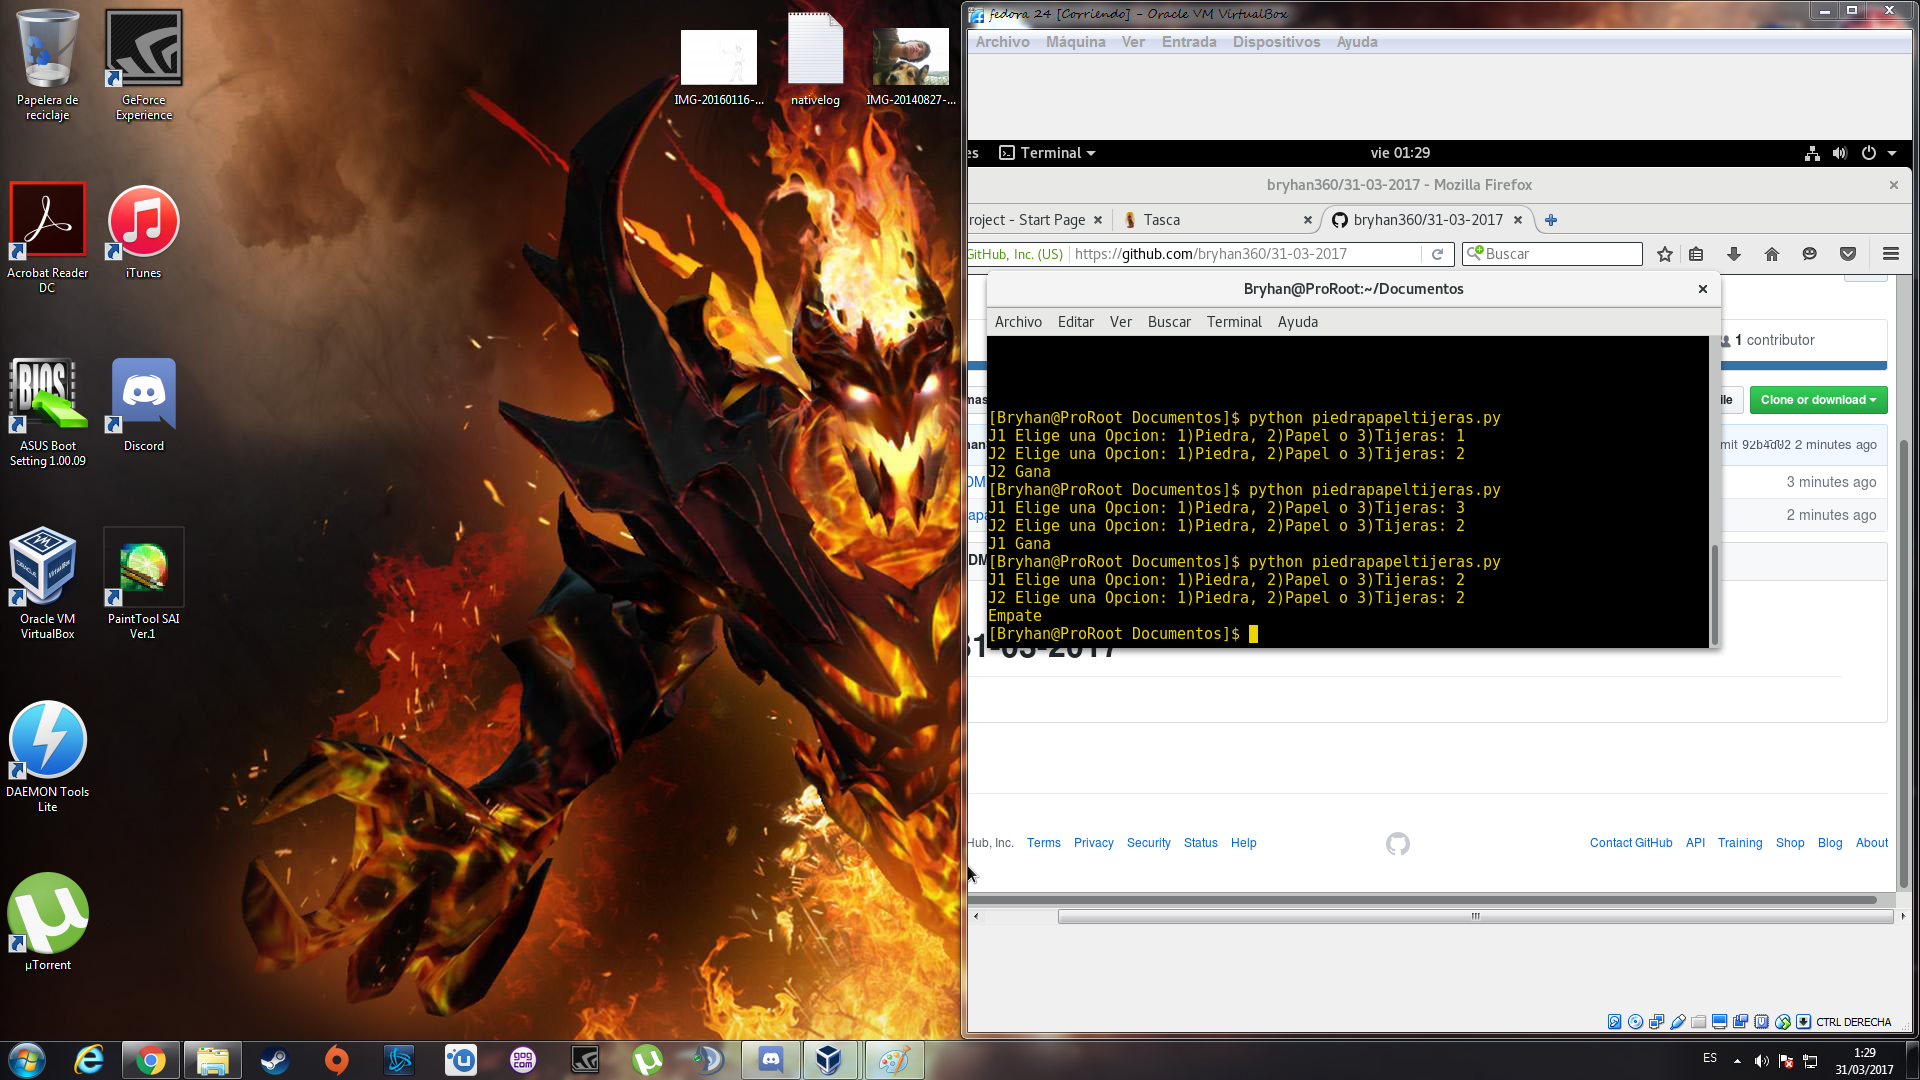 Papelera de
reciclaje
GeForce
Experience
IMG-20160116-...
nativelog
IMG-20140827-...
Acrobat Reader
DC
iTunes
BIOS
ASUS Boot
Setting 1.00.09
Discord
Oracle VM
VirtualBox
PaintTool SAI
Ver.1
DAEMON Tools
Lite
µTorrent
fedora 24 [Corriendo] - Oracle VM VirtualBox
Archivo Máquina Ver Entrada Dispositivos Ayuda
es Terminal vie 01:29
bryhan360/31-03-2017 - Mozilla Firefox
roject - Start Page Tasca bryhan360/31-03-2017
GitHub, Inc. (US) https://github.com/bryhan360/31-03-2017 Buscar
Bryhan@ProRoot:~/Documentos
Archivo Editar Ver Buscar Terminal Ayuda
1 contributor
ile Clone or download
2 minutes ago
3 minutes ago
2 minutes ago
[Bryhan@ProRoot Documentos]$ python piedrapapeltijeras.py
J1 Elige una Opcion: 1)Piedra, 2)Papel o 3)Tijeras: 1
J2 Elige una Opcion: 1)Piedra, 2)Papel o 3)Tijeras: 2
J2 Gana
[Bryhan@ProRoot Documentos]$ python piedrapapeltijeras.py
J1 Elige una Opcion: 1)Piedra, 2)Papel o 3)Tijeras: 3
J2 Elige una Opcion: 1)Piedra, 2)Papel o 3)Tijeras: 2
J1 Gana
[Bryhan@ProRoot Documentos]$ python piedrapapeltijeras.py
J1 Elige una Opcion: 1)Piedra, 2)Papel o 3)Tijeras: 2
J2 Elige una Opcion: 1)Piedra, 2)Papel o 3)Tijeras: 2
Empate
[Bryhan@ProRoot Documentos]$
31-03-2017
Hub, Inc. Terms Privacy Security Status Help Contact GitHub API Training Shop Blog About
CTRL DERECHA
gog
com
ES
1:29
31/03/2017